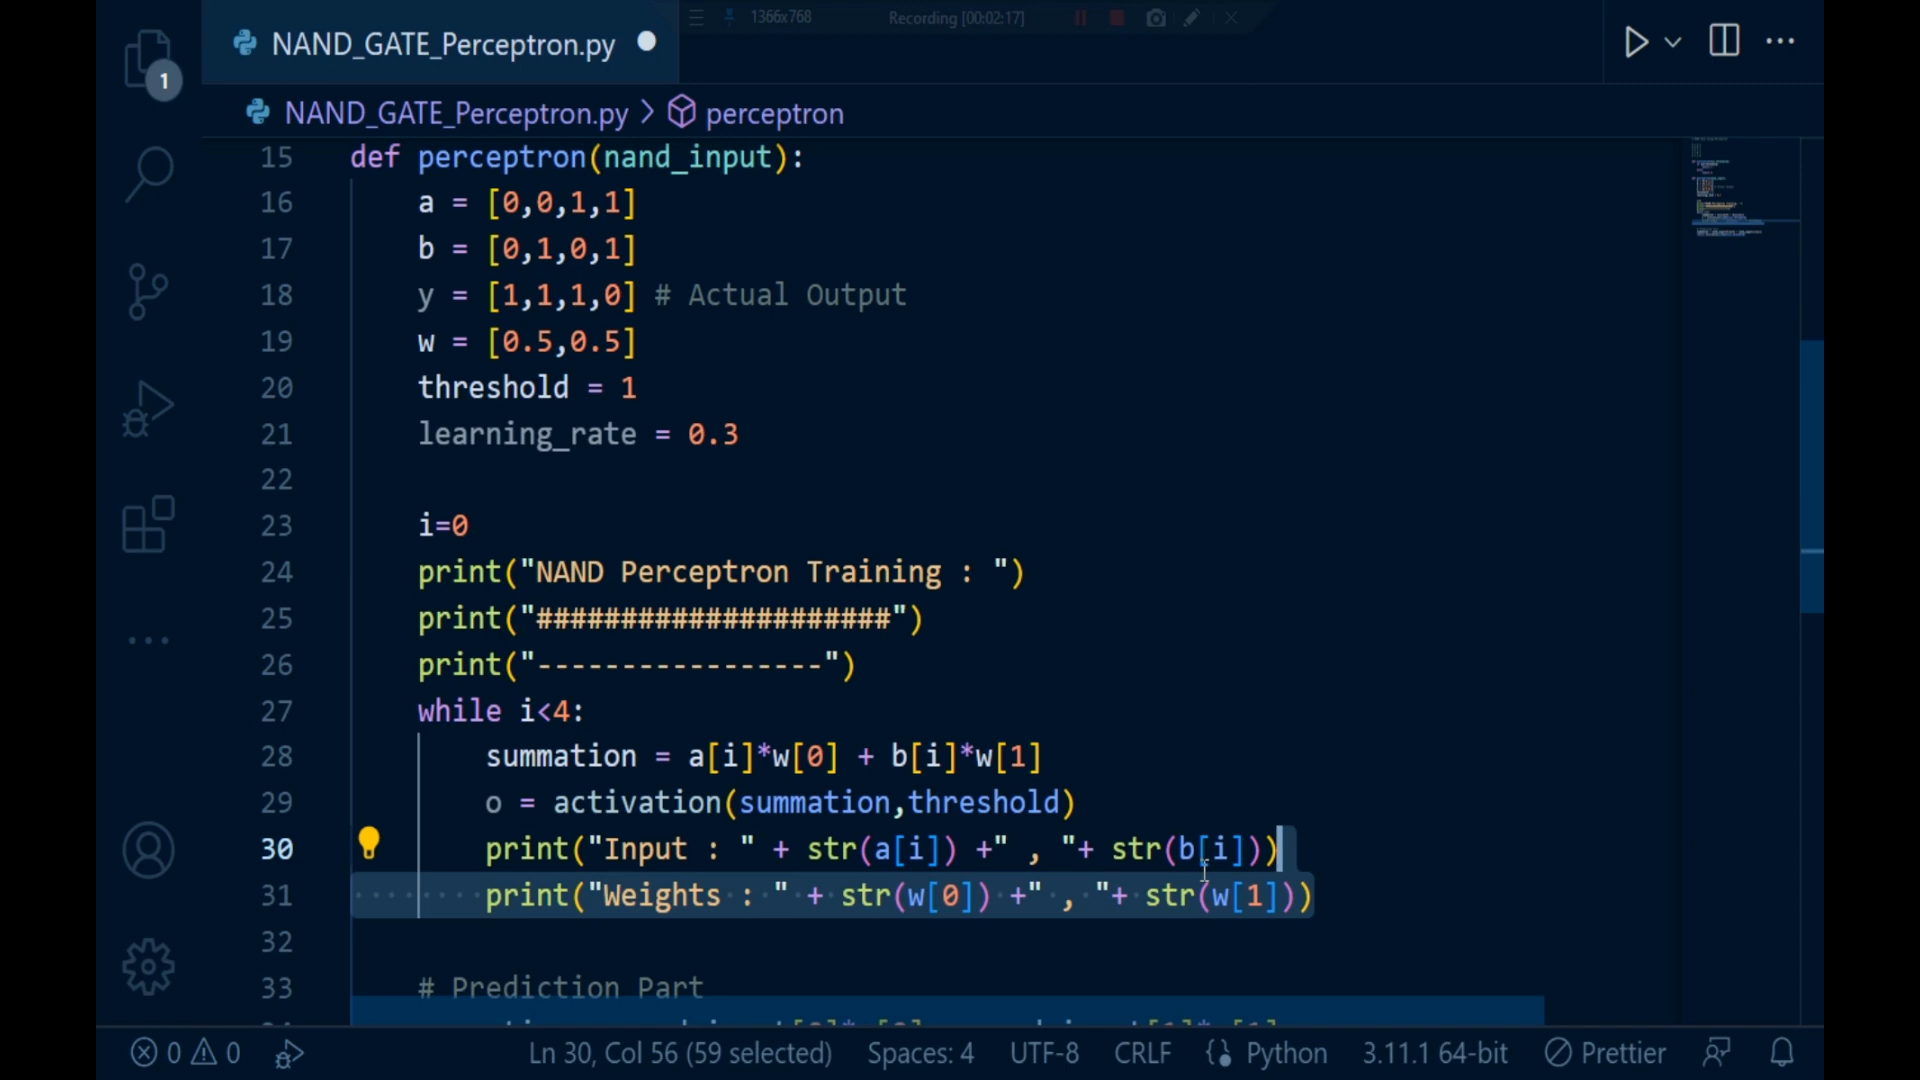 1366x768 Recording [00:02:17]
NAND_GATE_Perceptron.py
1
NAND_GATE_Perceptron.py > perceptron
15 def perceptron(nand_input):
16 a = [0,0,1,1]
17 b = [0,1,0,1]
18 y = [1,1,1,0] # Actual Output
19 w = [0.5,0.5]
20 threshold = 1
21 learning_rate = 0.3
22
23 i=0
24 print("NAND Perceptron Training : ")
25 print("#####################")
26 print("-----------------")
27 while i<4:
28 summation = a[i]*w[0] + b[i]*w[1]
29 o = activation(summation,threshold)
30 print("Input : " + str(a[i]) +" , "+ str(b[i]))
31 print("Weights : " + str(w[0]) +" , "+ str(w[1]))
32
33 # Prediction Part
0 0 Ln 30, Col 56 (59 selected) Spaces: 4 UTF-8 CRLF Python 3.11.1 64-bit Prettier